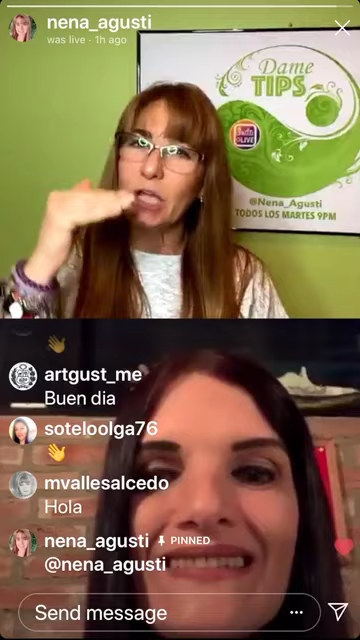 nena_agusti
was live · 1h ago
Dame
TIPS
LIVE
@Nena_Agusti
TODOS LOS MARTES 9PM
artgust_me
Buen dia
soteloolga76
👋
mvallesalcedo
Hola
nena_agusti PINNED
@nena_agusti
Send message